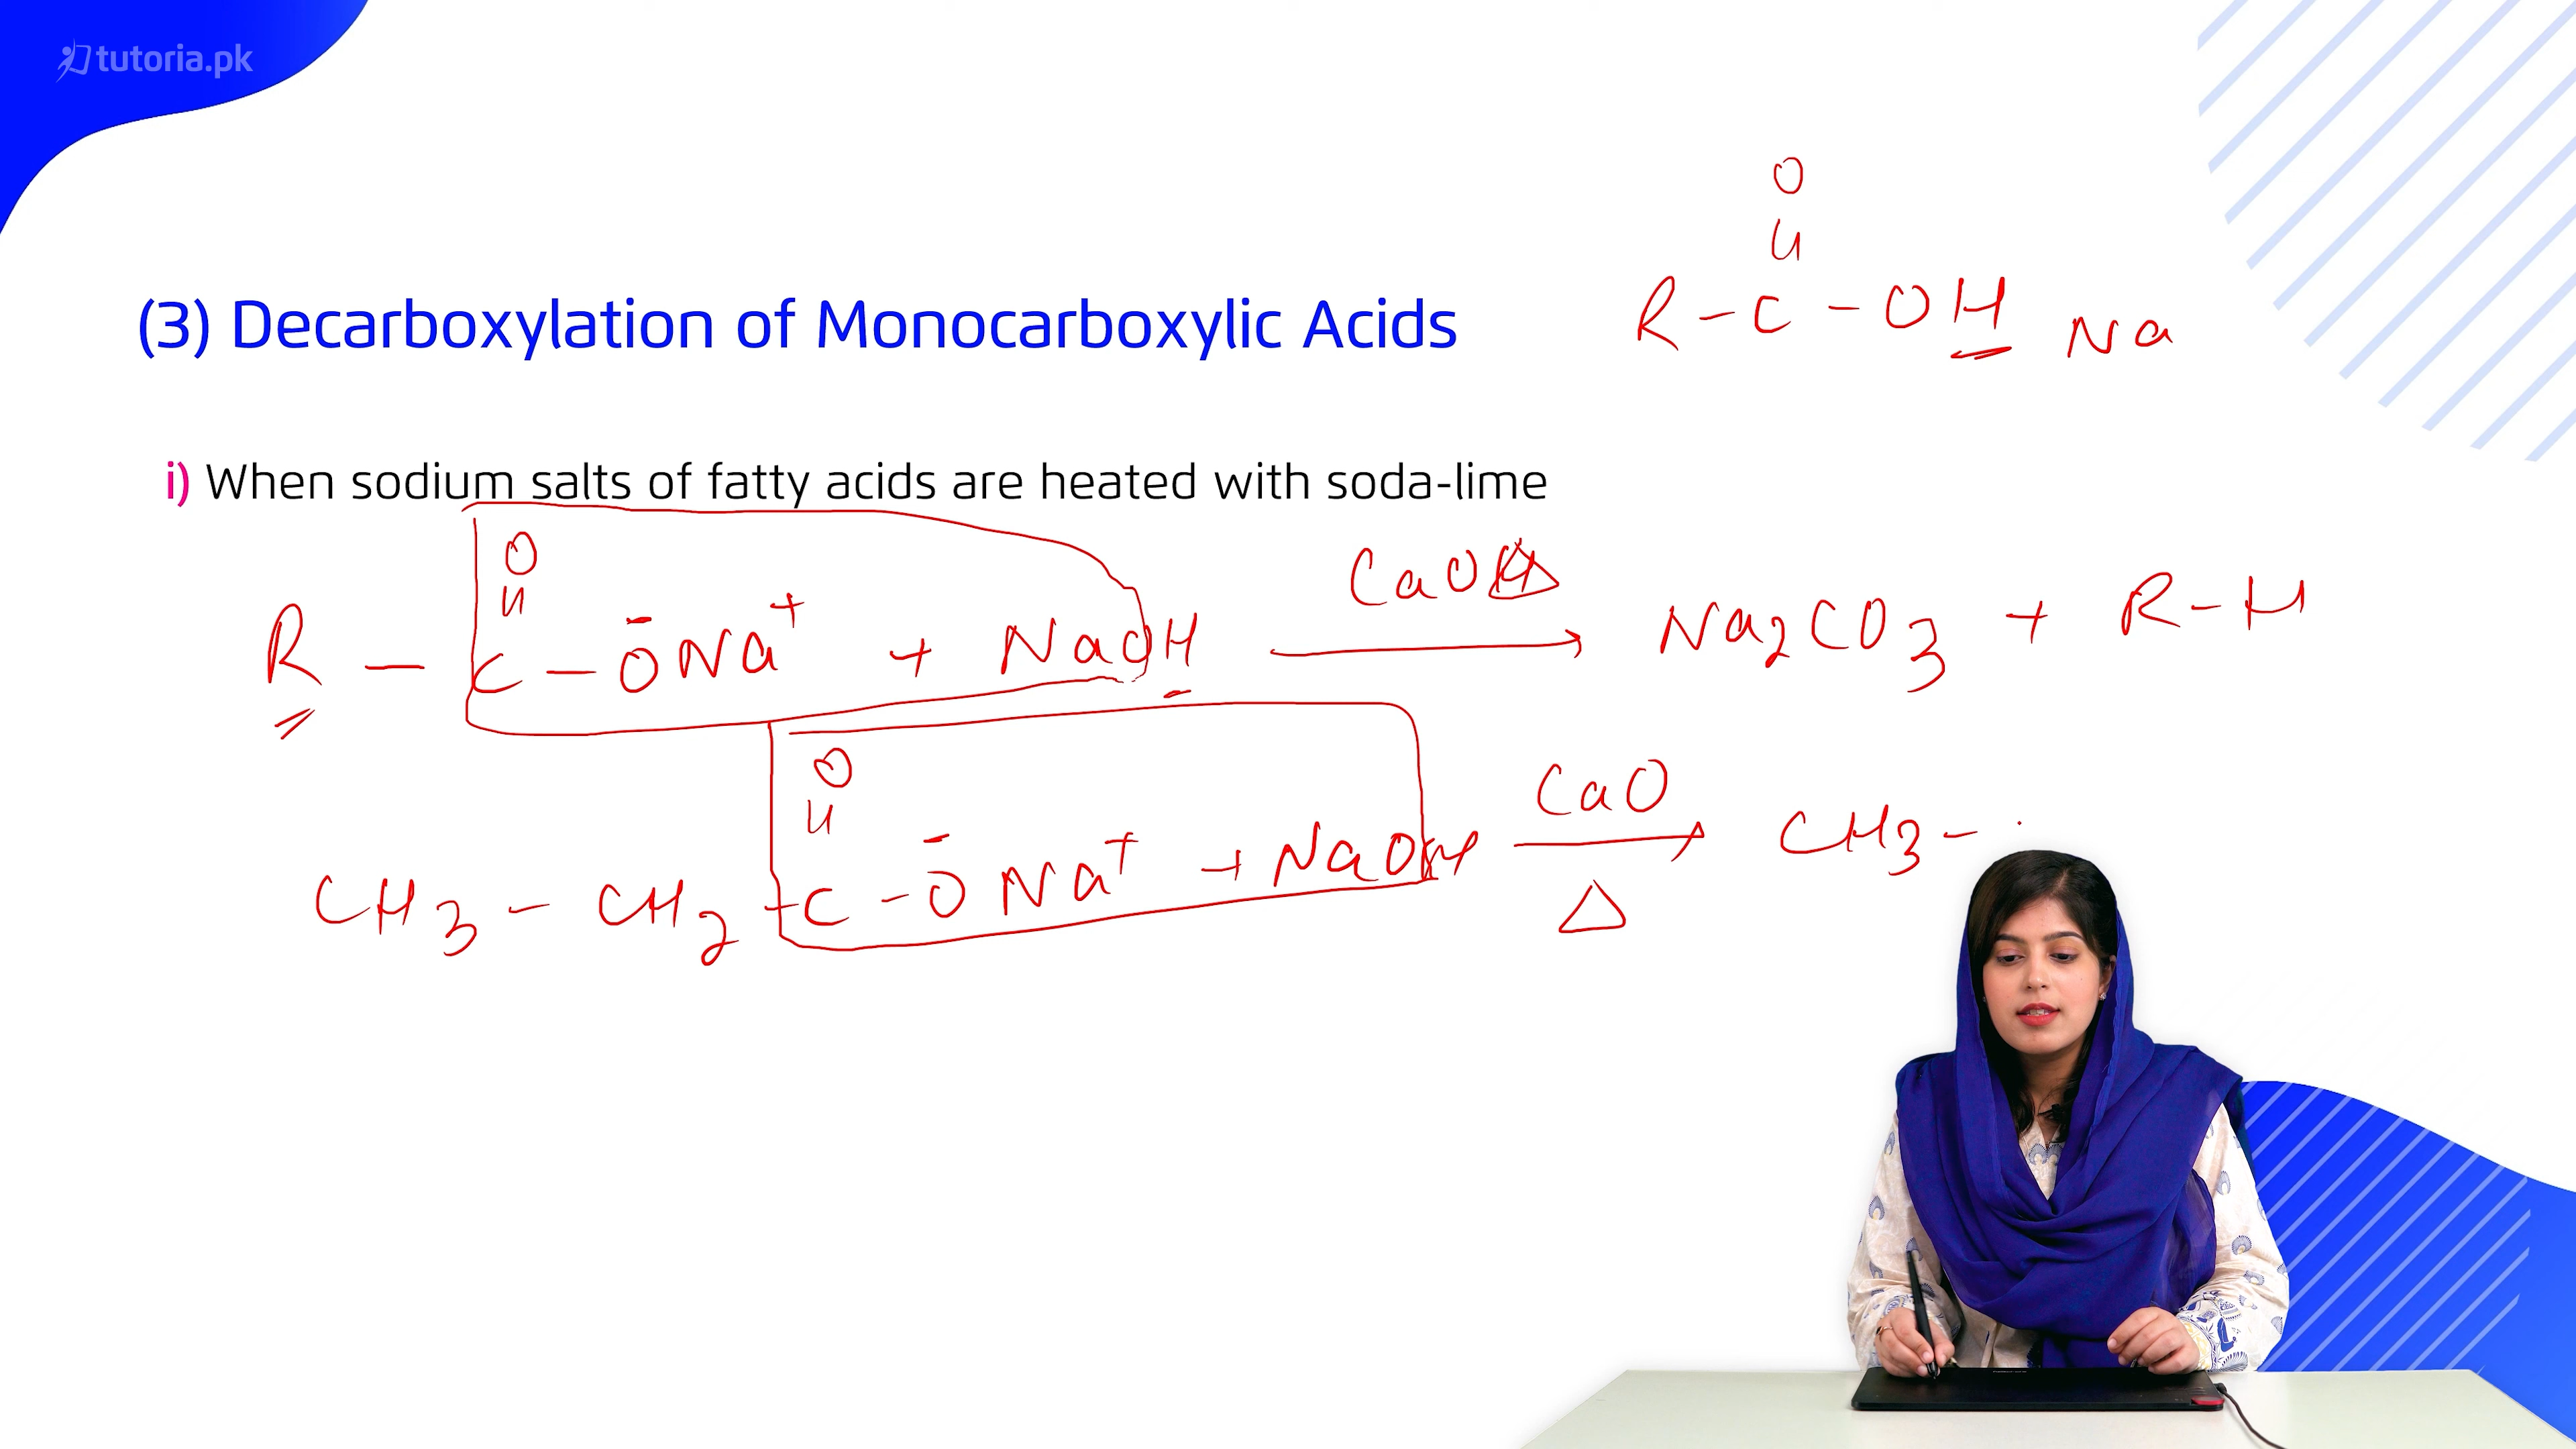 tutoria.pk
O
॥
R - C - OH Na
(3) Decarboxylation of Monocarboxylic Acids
i) When sodium salts of fatty acids are heated with soda-lime
O
॥
R - C - O⁻Na⁺ + NaOH CaO Δ → Na₂CO₃ + R-H
O
॥
CH₃ - CH₂ - C - O⁻Na⁺ + NaOH CaO Δ → CH₃ -